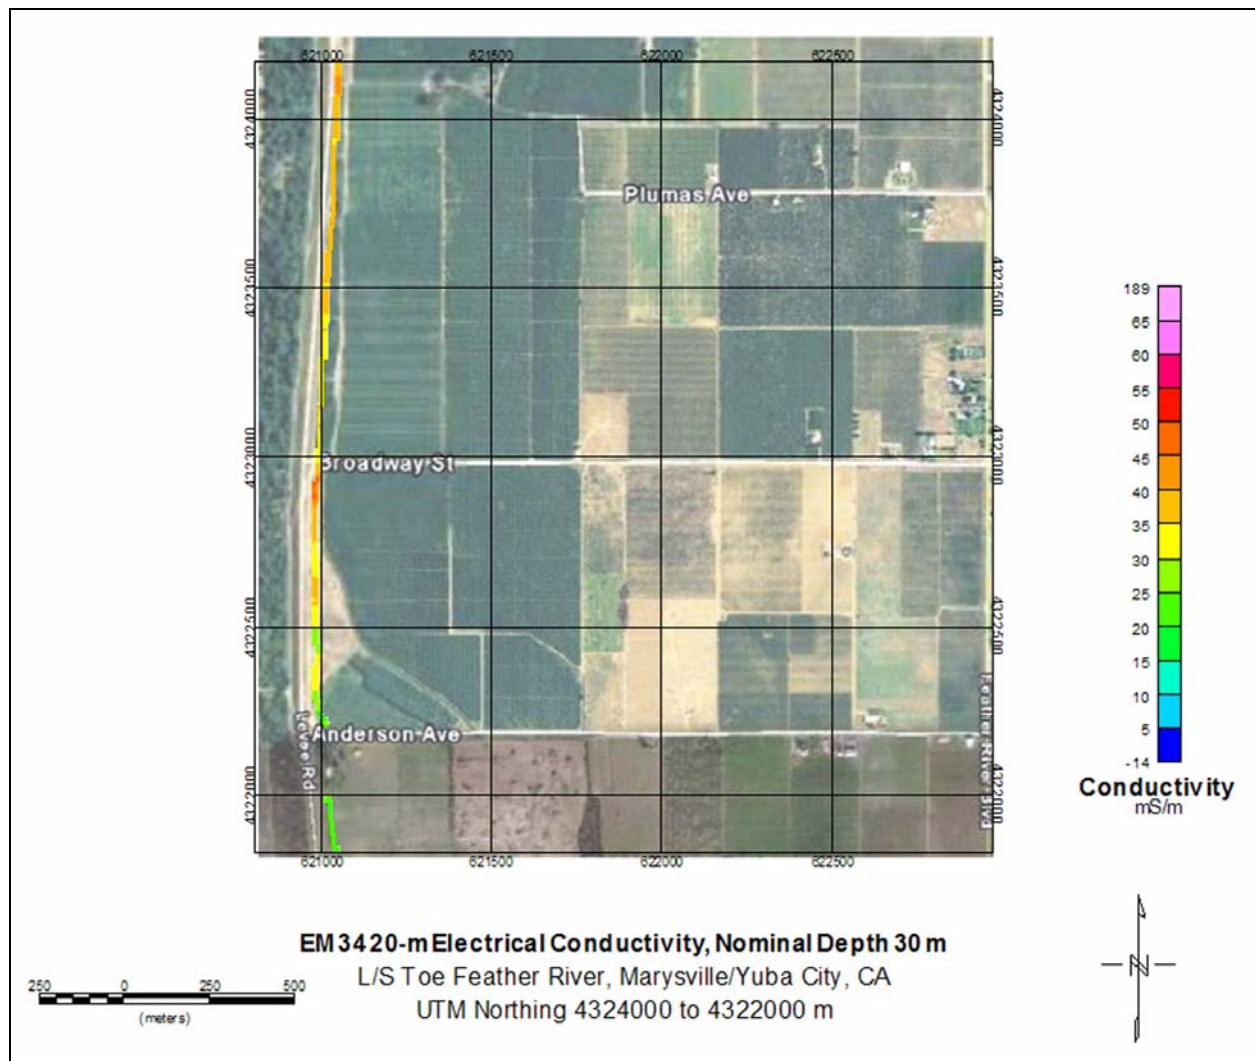 621000 621500 622000 622500
4324000 4324000
Plumas Ave
4323500 4323500
4323000 4323000
Broadway St
4322500 4322500
Levee Rd
Anderson Ave
Feather River Blvd
4322000 4322000
621000 621500 622000 622500
189
65
60
55
50
45
40
35
30
25
20
15
10
5
-14
Conductivity
mS/m
EM34 20-m Electrical Conductivity, Nominal Depth 30 m
L/S Toe Feather River, Marysville/Yuba City, CA
UTM Northing 4324000 to 4322000 m
250 0 250 500
(meters)
N